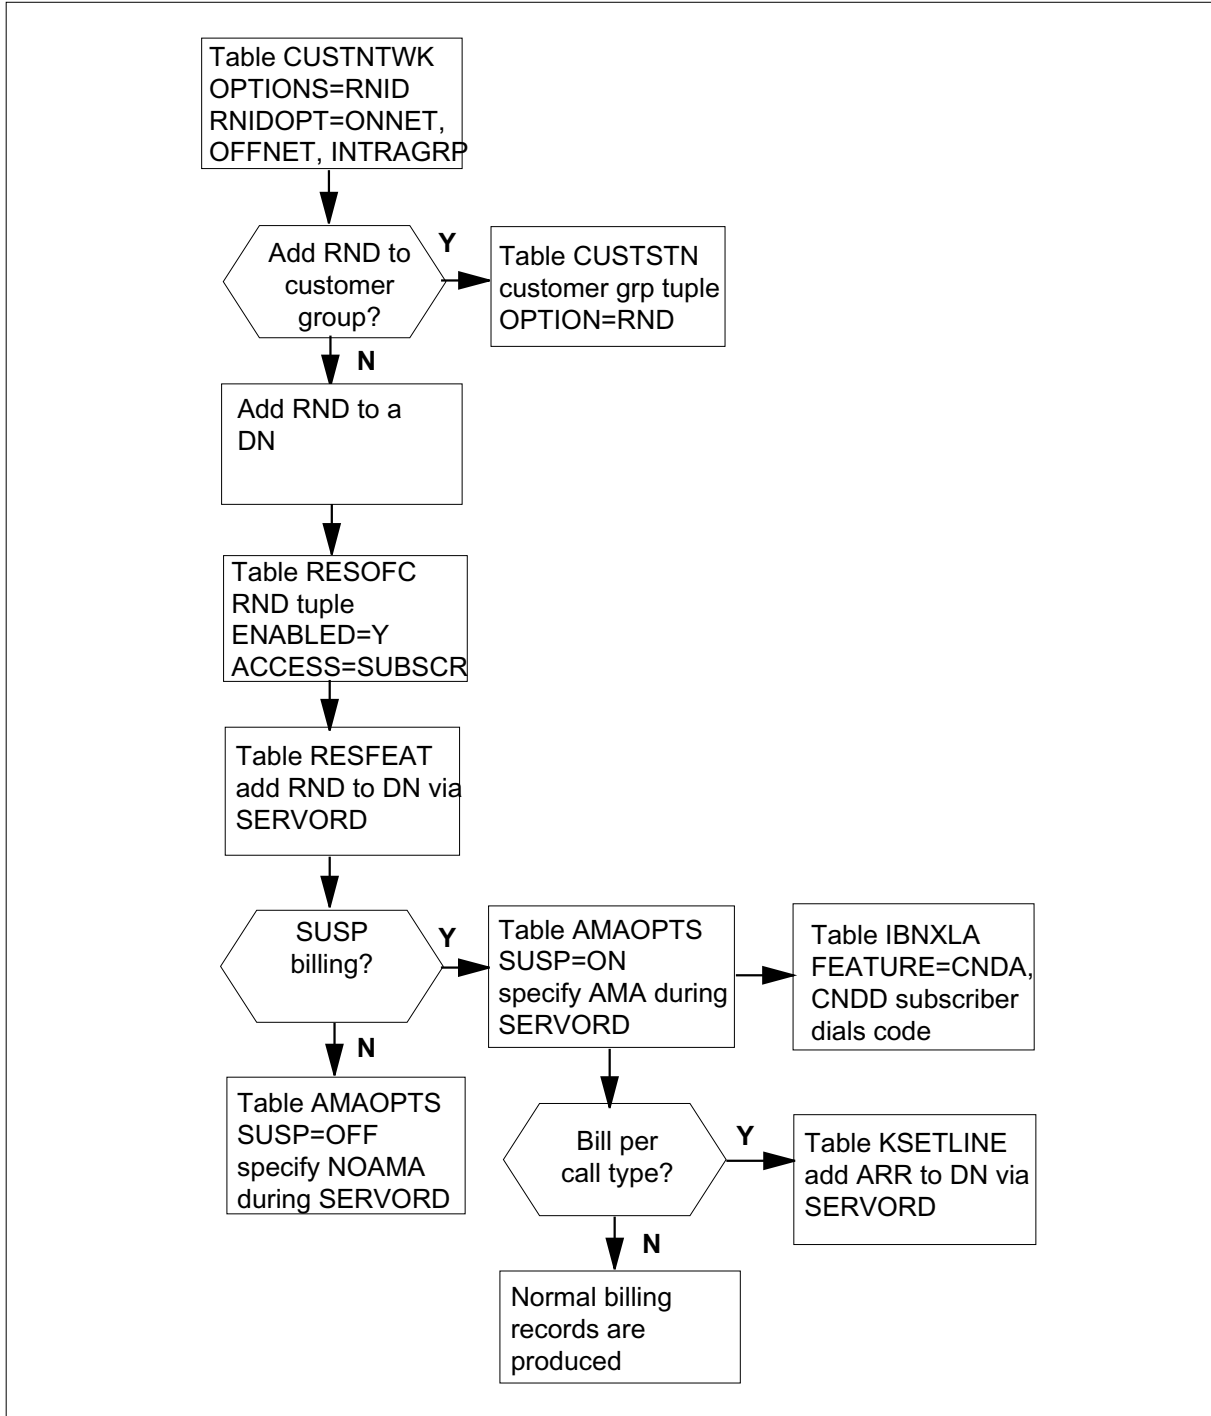 Table CUSTNTWK
OPTIONS=RNID
RNIDOPT=ONNET,
OFFNET, INTRAGRP
Add RND to
customer
group?
Y
Table CUSTSTN
customer grp tuple
OPTION=RND
N
Add RND to a
DN
Table RESOFC
RND tuple
ENABLED=Y
ACCESS=SUBSCR
Table RESFEAT
add RND to DN via
SERVORD
SUSP
billing?
Y
Table AMAOPTS
SUSP=ON
specify AMA during
SERVORD
Table IBNXLA
FEATURE=CNDA,
CNDD subscriber
dials code
N
Table AMAOPTS
SUSP=OFF
specify NOAMA
during SERVORD
Bill per
call type?
Y
Table KSETLINE
add ARR to DN via
SERVORD
N
Normal billing
records are
produced